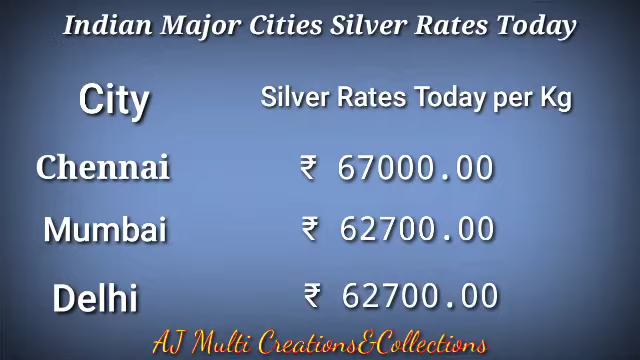 Indian Major Cities Silver Rates Today
City Silver Rates Today per Kg
Chennai ₹ 67000.00
Mumbai ₹ 62700.00
Delhi ₹ 62700.00
AJ Multi Creations&Collections